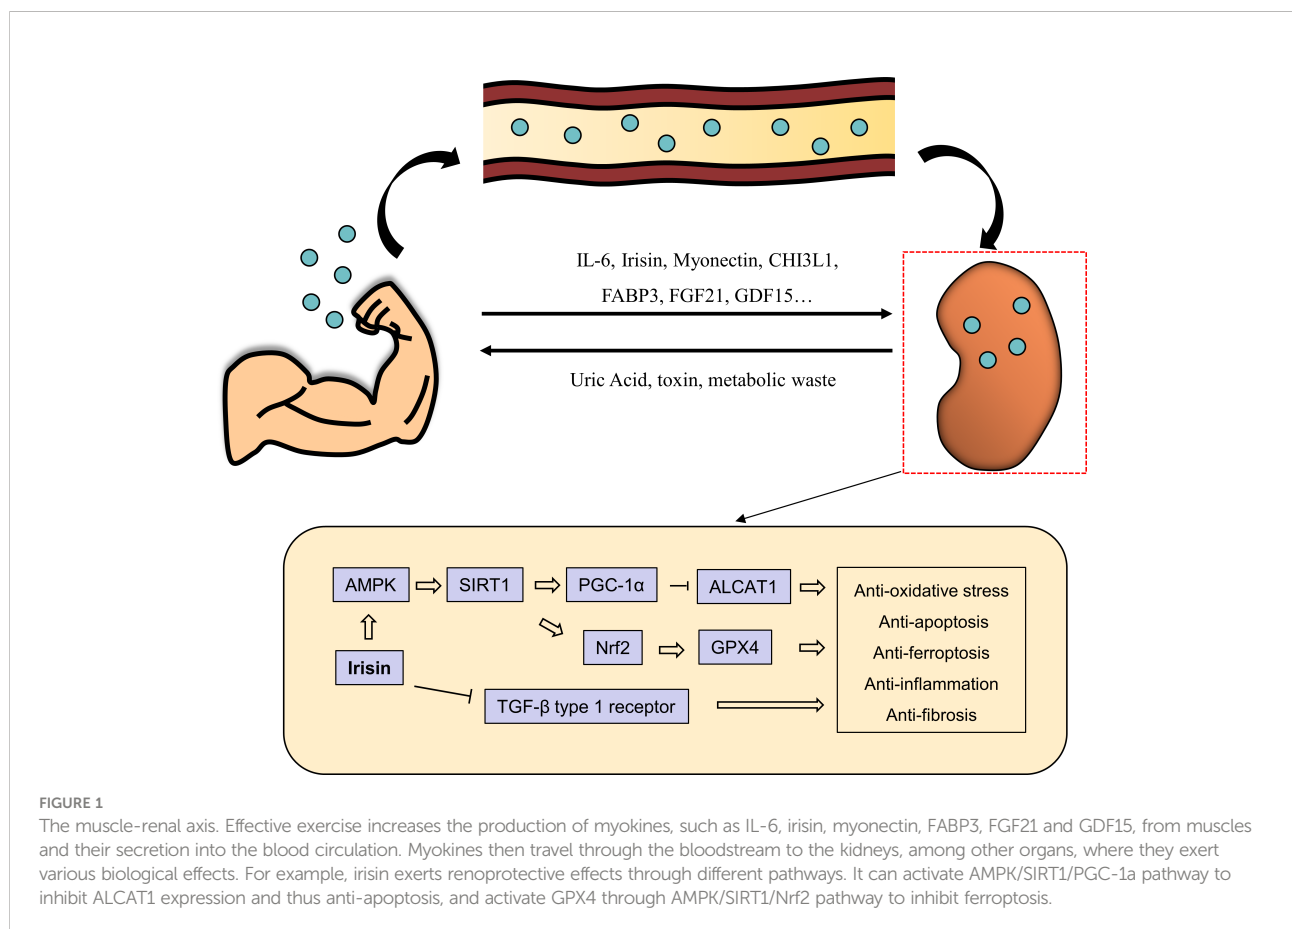 IL-6, Irisin, Myonectin, CHI3L1,
FABP3, FGF21, GDF15…
Uric Acid, toxin, metabolic waste
AMPK
SIRT1
PGC-1α
ALCAT1
Anti-oxidative stress
Anti-apoptosis
Anti-ferroptosis
Anti-inflammation
Anti-fibrosis
Nrf2
GPX4
Irisin
TGF-β type 1 receptor
FIGURE 1
The muscle-renal axis. Effective exercise increases the production of myokines, such as IL-6, irisin, myonectin, FABP3, FGF21 and GDF15, from muscles
and their secretion into the blood circulation. Myokines then travel through the bloodstream to the kidneys, among other organs, where they exert
various biological effects. For example, irisin exerts renoprotective effects through different pathways. It can activate AMPK/SIRT1/PGC-1a pathway to
inhibit ALCAT1 expression and thus anti-apoptosis, and activate GPX4 through AMPK/SIRT1/Nrf2 pathway to inhibit ferroptosis.